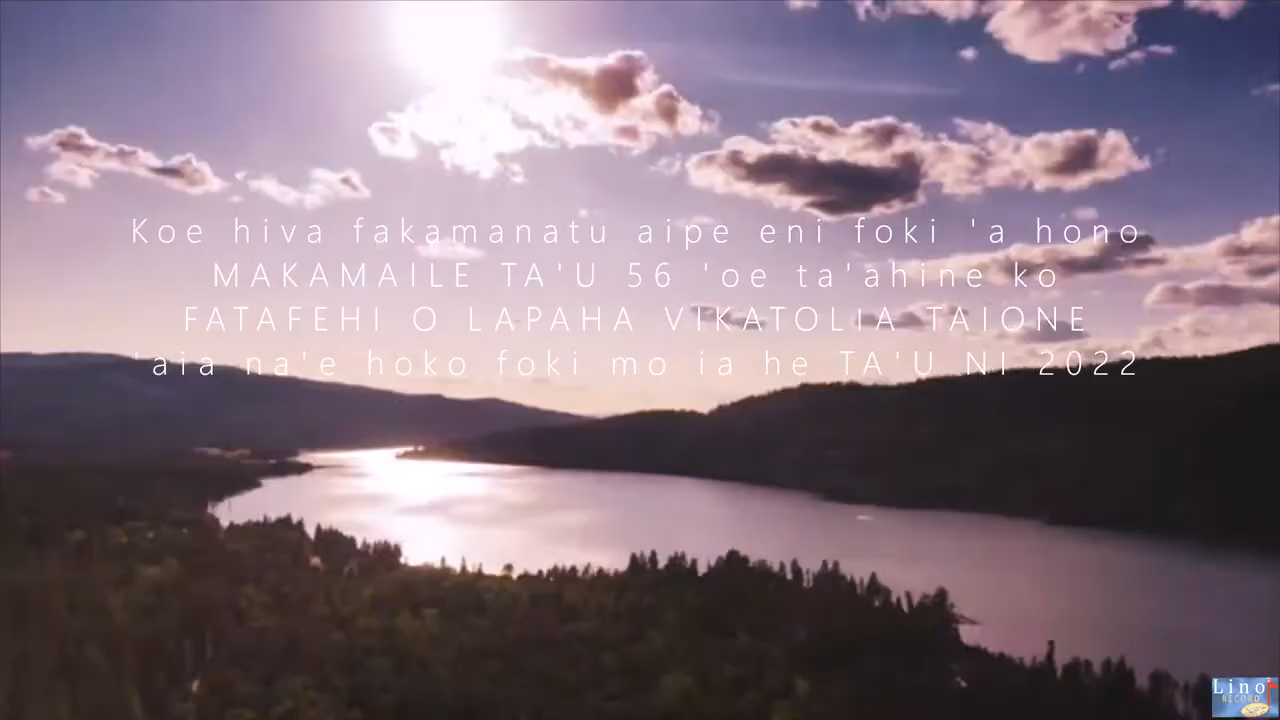 Koe hiva fakamanatu aipe eni foki 'a hono
MAKAMAILE TA'U 56 'oe ta'ahine ko
FATAFEHI O LAPAHA VIKATOLIA TAIONE
'aia na'e hoko foki mo ia he TA'U NI 2022
Lino
RECORD